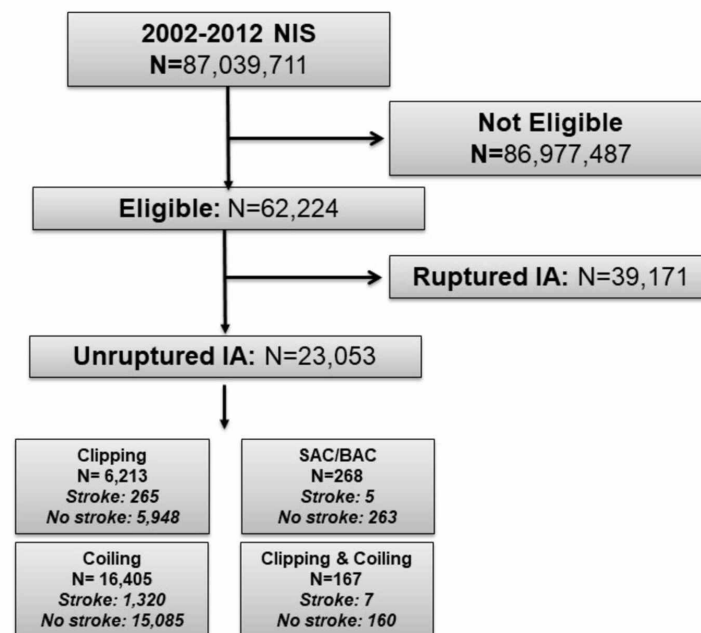 2002-2012 NIS
N=87,039,711
Not Eligible
N=86,977,487
Eligible: N=62,224
Ruptured IA: N=39,171
Unruptured IA: N=23,053
Clipping
N= 6,213
Stroke: 265
No stroke: 5,948
SAC/BAC
N=268
Stroke: 5
No stroke: 263
Coiling
N= 16,405
Stroke: 1,320
No stroke: 15,085
Clipping & Coiling
N=167
Stroke: 7
No stroke: 160